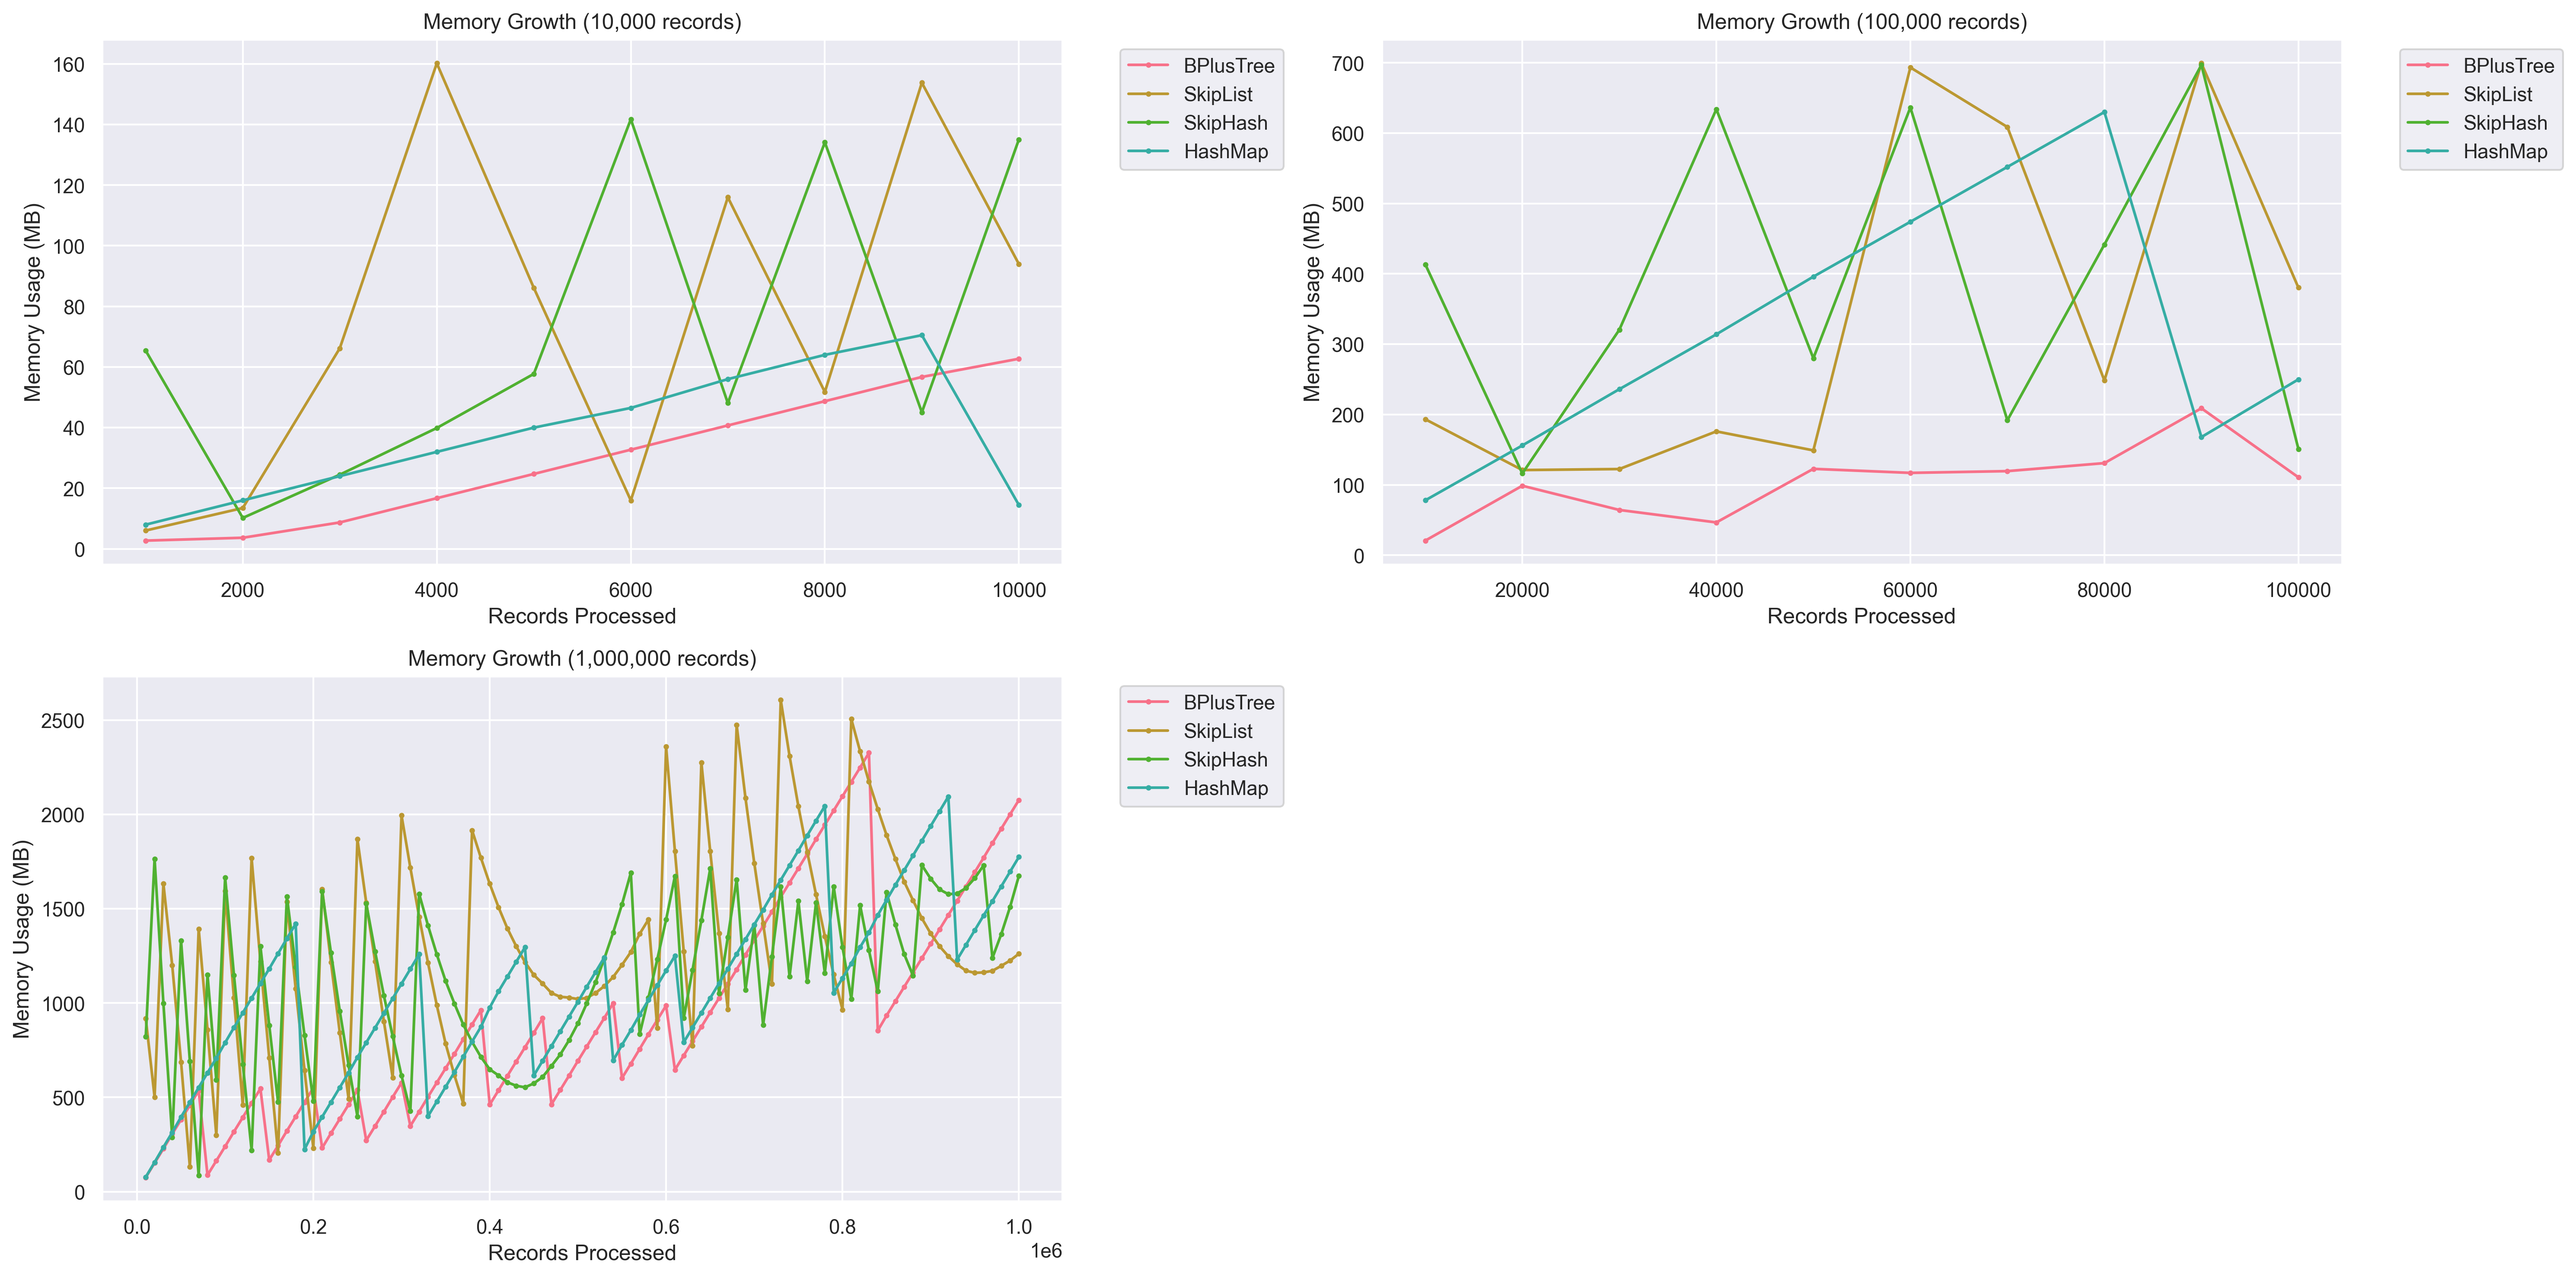 Memory Growth (10,000 records)
Memory Usage (MB)
160
140
120
100
80
60
40
20
0
2000 4000 6000 8000 10000
Records Processed
BPlusTree
SkipList
SkipHash
HashMap
Memory Growth (100,000 records)
Memory Usage (MB)
700
600
500
400
300
200
100
0
20000 40000 60000 80000 100000
Records Processed
BPlusTree
SkipList
SkipHash
HashMap
Memory Growth (1,000,000 records)
Memory Usage (MB)
2500
2000
1500
1000
500
0
0.0 0.2 0.4 0.6 0.8 1.0
1e6
Records Processed
BPlusTree
SkipList
SkipHash
HashMap